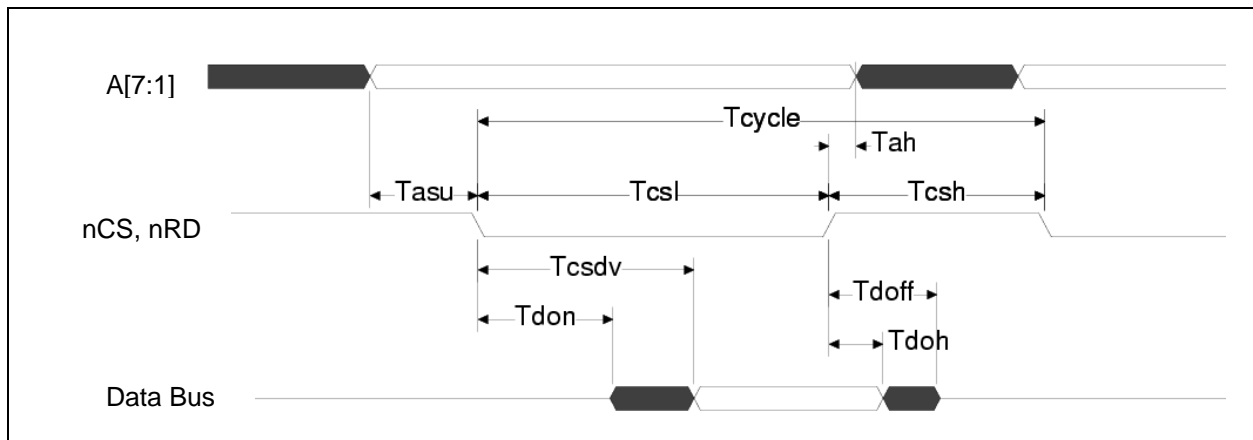 A[7:1]
Tcycle
Tah
Tasu
Tcsl
Tcsh
nCS, nRD
Tcsdv
Tdoff
Tdon
Tdoh
Data Bus